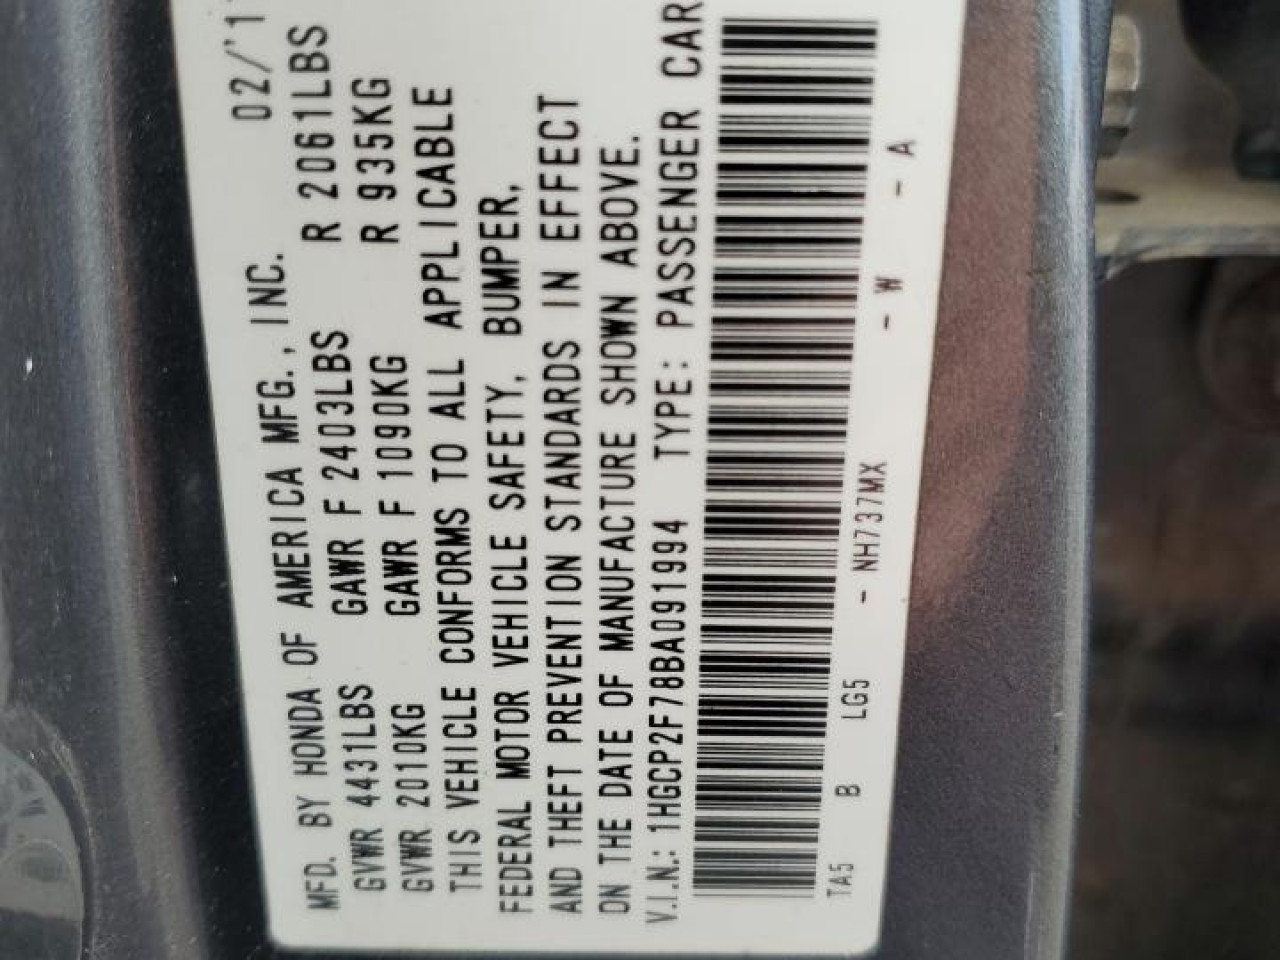 MFD. BY HONDA OF AMERICA MFG., INC. 02/'1
GVWR 4431LBS GAWR F 2403LBS R 2061LBS
GVWR 2010KG GAWR F 1090KG R 935KG
THIS VEHICLE CONFORMS TO ALL APPLICABLE
FEDERAL MOTOR VEHICLE SAFETY, BUMPER,
AND THEFT PREVENTION STANDARDS IN EFFECT
ON THE DATE OF MANUFACTURE SHOWN ABOVE.
V.I.N.: 1HGCP2F78BA091994 TYPE: PASSENGER CAR
TA5 B LG5 - NH737MX - W - A